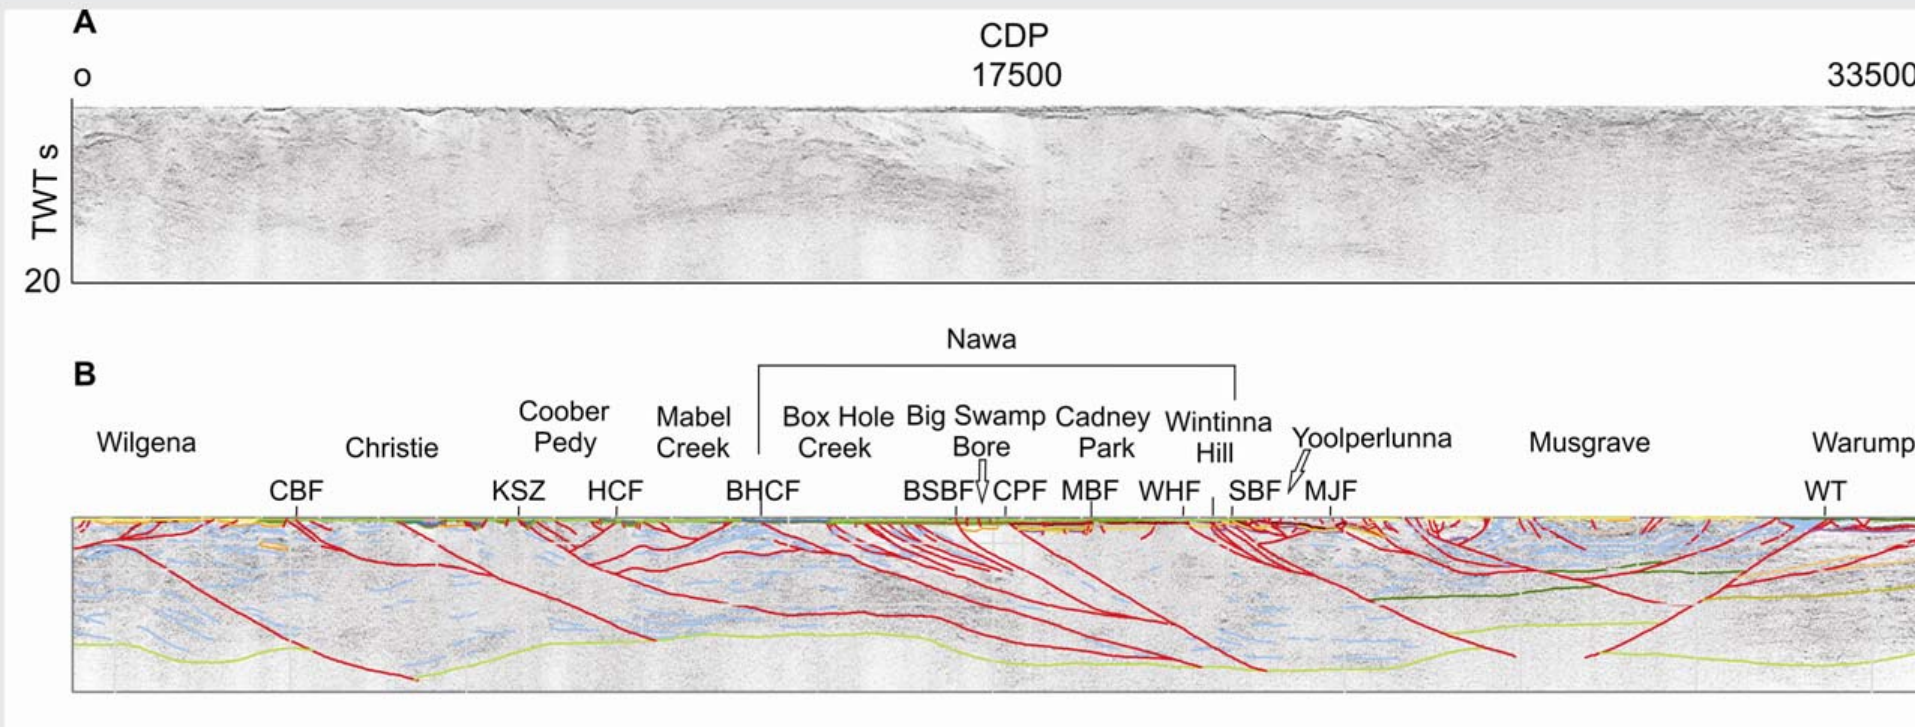 A
CDP
o 17500 33500
TWT s
20
Nawa
B
Coober Pedy
Mabel Creek
Box Hole Creek
Big Swamp Bore
Cadney Park
Wintinna Hill
Yoolperlunna
Wilgena
Christie
Musgrave
Warump
CBF KSZ HCF BHCF BSBF CPF MBF WHF SBF MJF WT